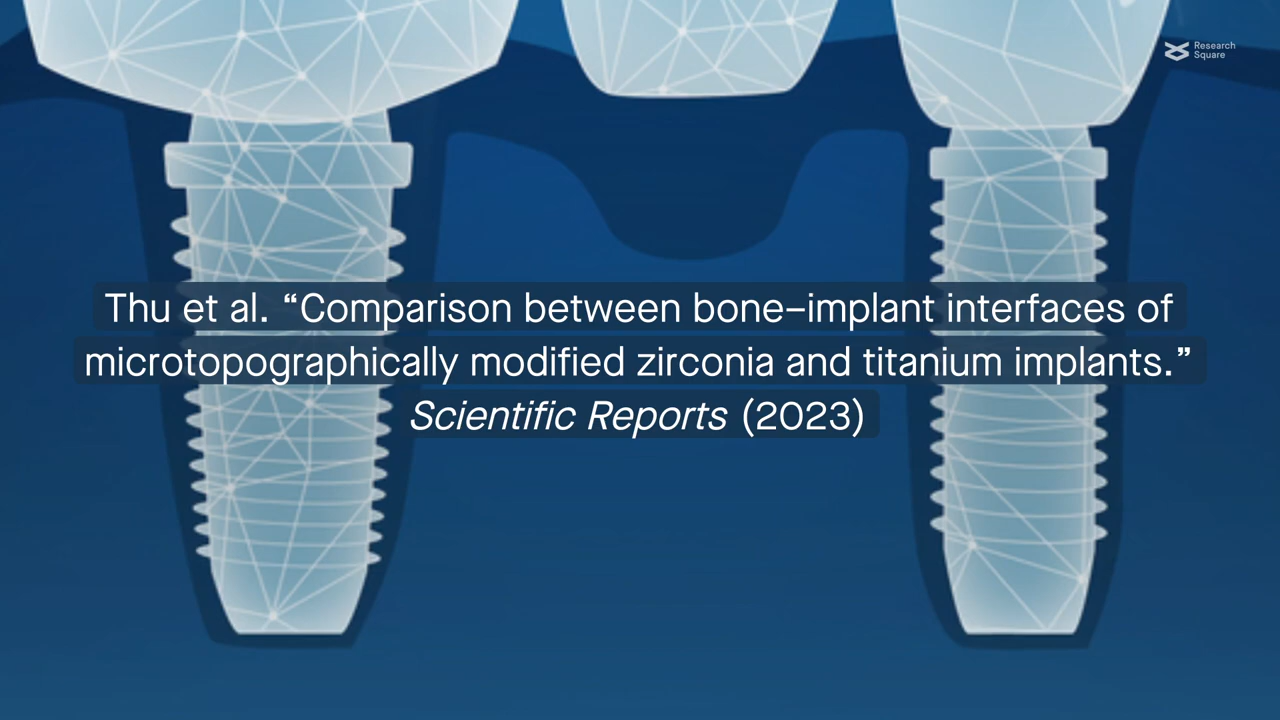 Research
Square
Thu et al. “Comparison between bone–implant interfaces of
microtopographically modified zirconia and titanium implants.”
Scientific Reports (2023)